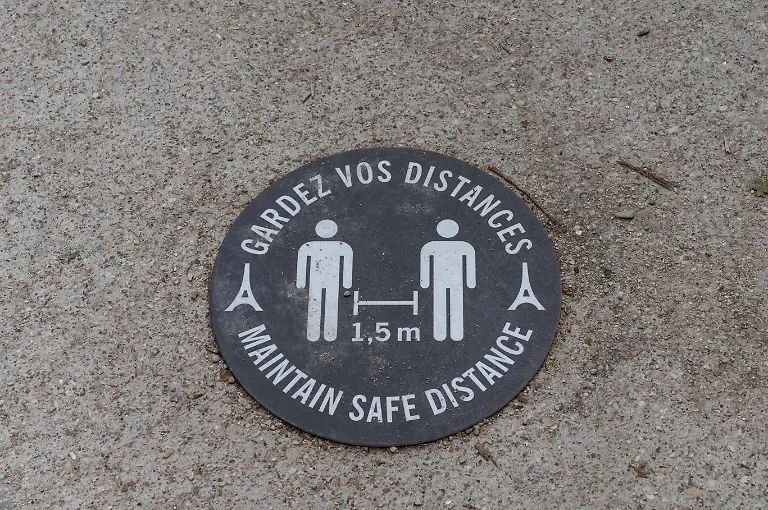 GARDEZ VOS DISTANCES
1,5 m
MAINTAIN SAFE DISTANCE